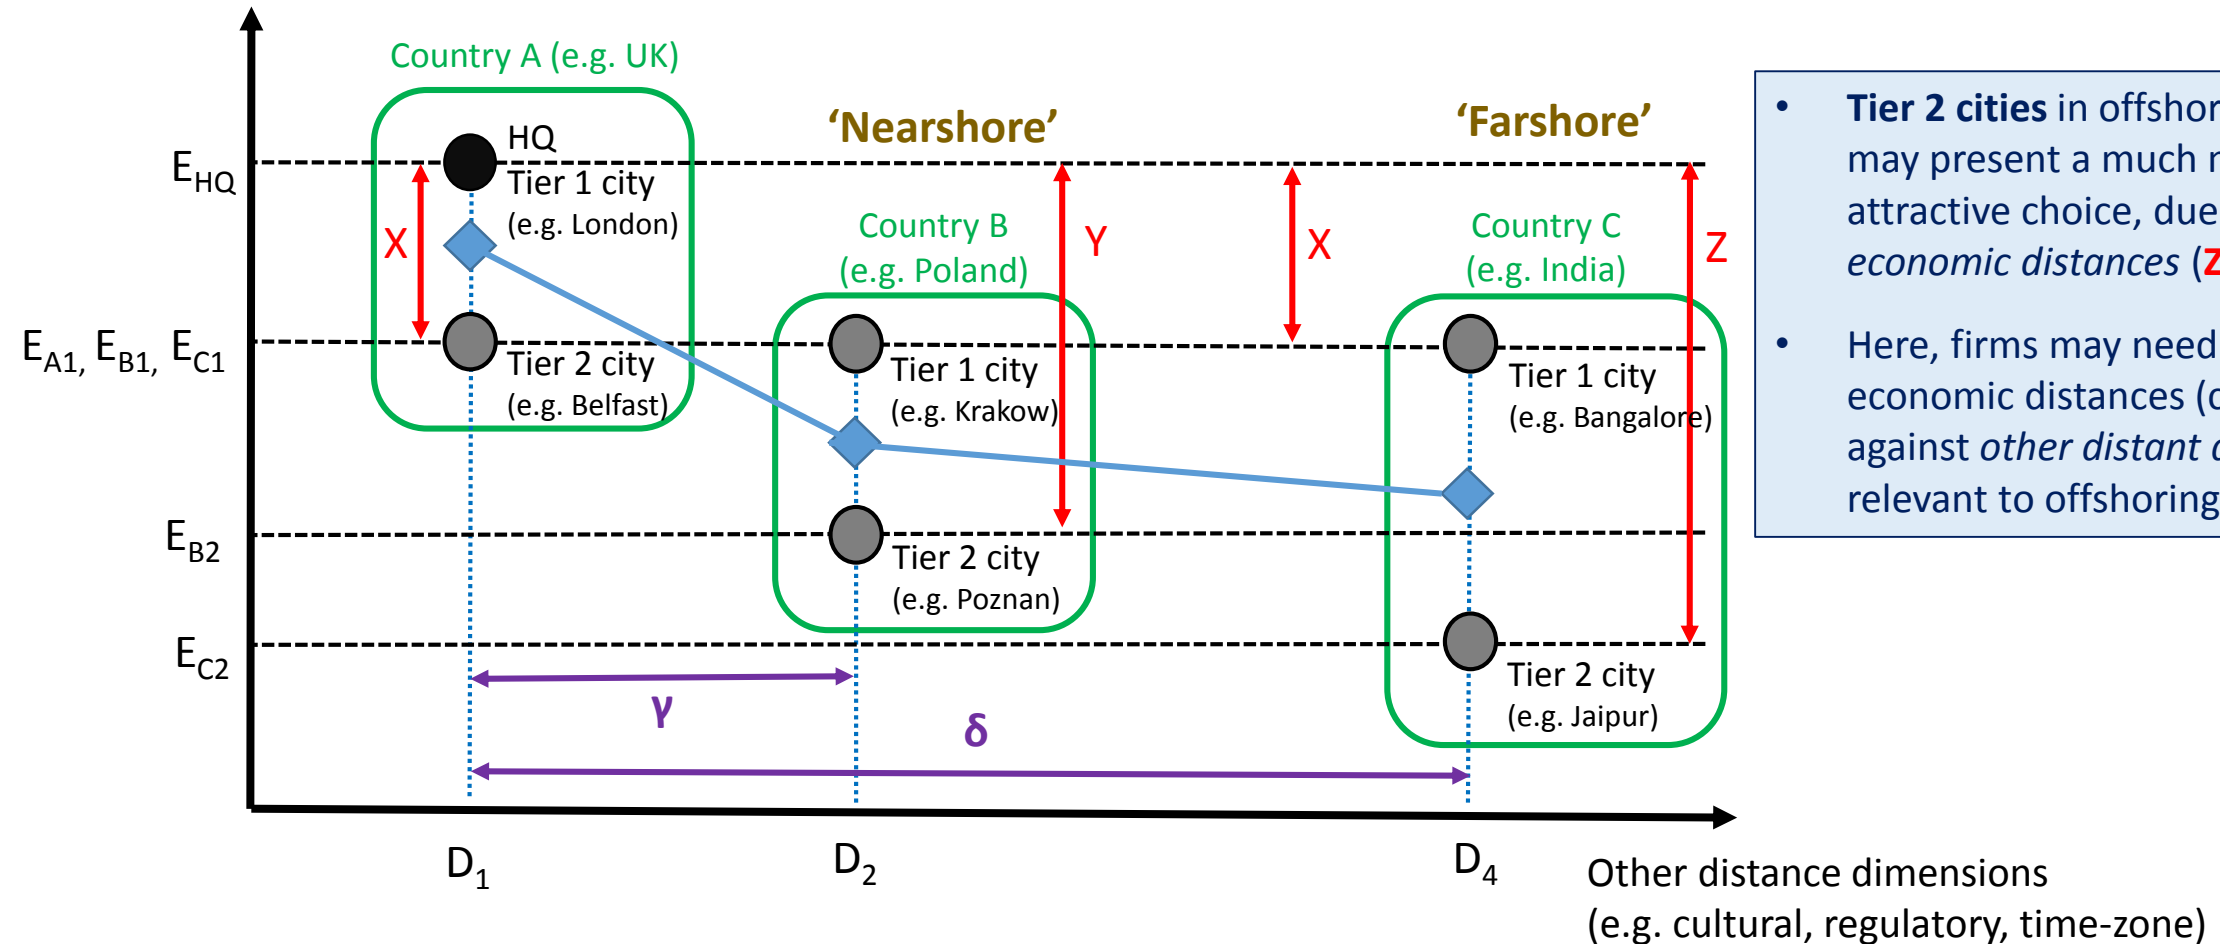 Country A (e.g. UK)
‘Nearshore’
‘Farshore’
HQ
E_HQ
Tier 1 city
(e.g. London)
X
Country B
(e.g. Poland)
Y
X
Country C
(e.g. India)
Z
E_A1, E_B1, E_C1
Tier 2 city
(e.g. Belfast)
Tier 1 city
(e.g. Krakow)
Tier 1 city
(e.g. Bangalore)
E_B2
Tier 2 city
(e.g. Poznan)
E_C2
Tier 2 city
(e.g. Jaipur)
γ
δ
D_1
D_2
D_4
Other distance dimensions
(e.g. cultural, regulatory, time-zone)
• Tier 2 cities in offshor
may present a much
attractive choice, due
economic distances (Z
• Here, firms may need
economic distances (
against other distant
relevant to offshoring